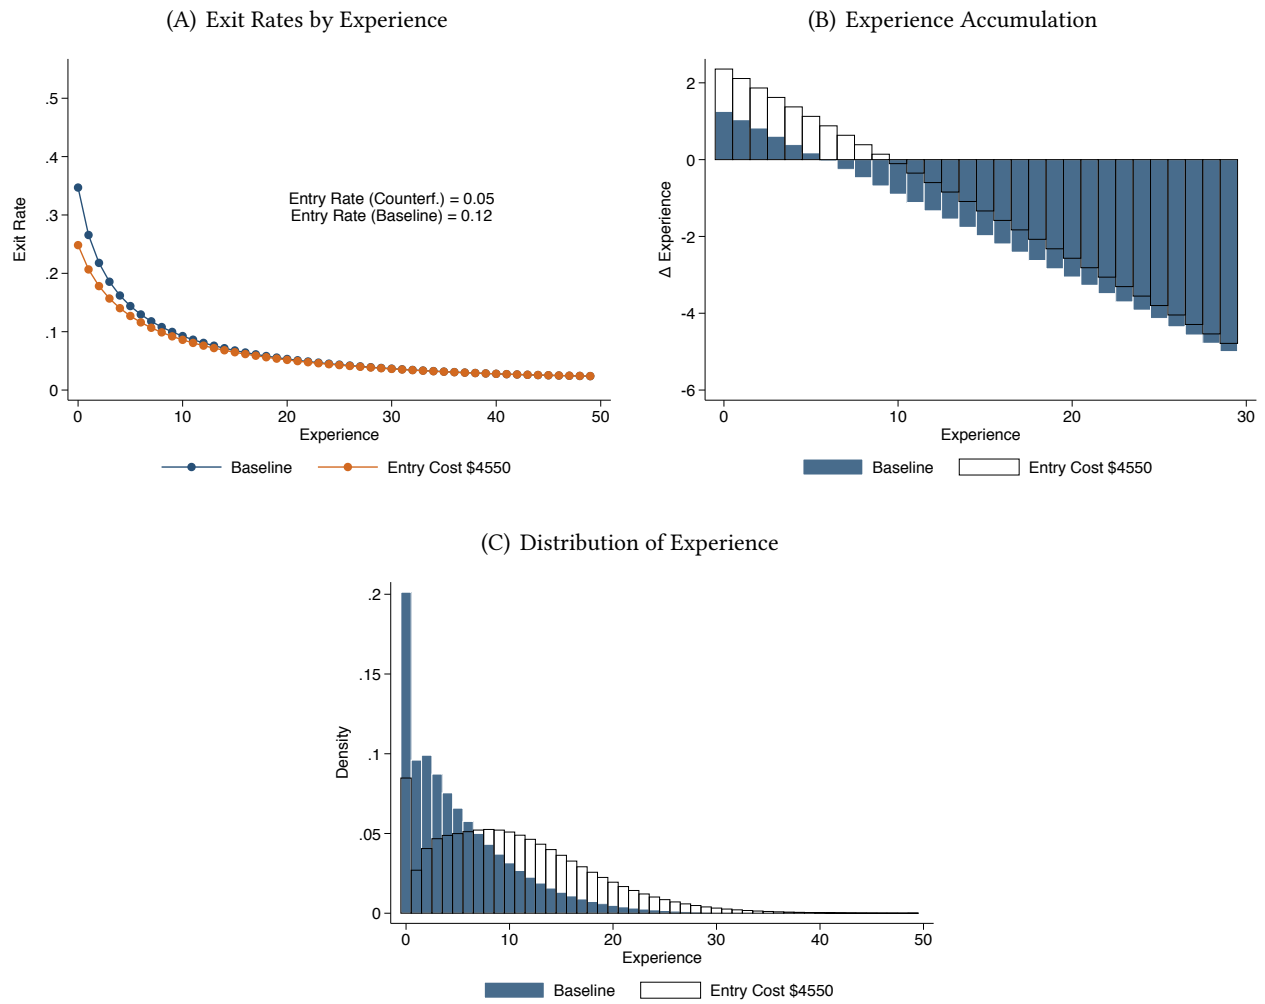 (A) Exit Rates by Experience
.5
.4
.3
.2
.1
0
Exit Rate
Entry Rate (Counterf.) = 0.05
Entry Rate (Baseline) = 0.12
0 10 20 30 40 50
Experience
Baseline Entry Cost $4550
(B) Experience Accumulation
2
0
-2
-4
-6
Δ Experience
0 10 20 30
Experience
Baseline Entry Cost $4550
(C) Distribution of Experience
.2
.15
.1
.05
0
Density
0 10 20 30 40 50
Experience
Baseline Entry Cost $4550